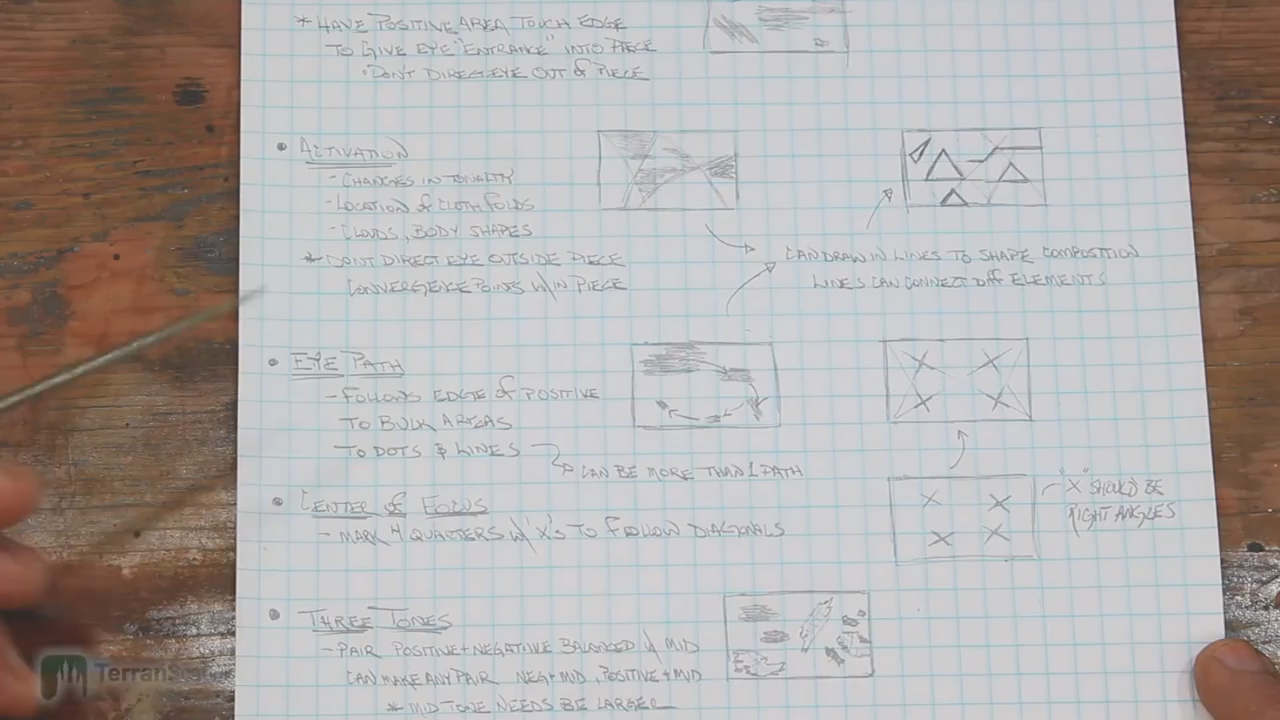 * HAVE POSITIVE AREA TOUCH EDGE
TO GIVE EYE "ENTRANCE" INTO PIECE
• DON'T DIRECT EYE OUT of PIECE
• ACTIVATION
- CHANGES IN TONALITY
- LOCATION of CLOTH FOLDS
- CLOUDS, BODY SHAPES
* DONT DIRECT EYE OUTSIDE PIECE
CONVERGENCE POINTS W/IN PIECE
CAN DRAW IN LINES TO SHAPE COMPOSITION
LINES CAN CONNECT Diff ELEMENTS
• EYE PATH
- FOLLOWS EDGE of POSITIVE
TO BULK AREAS
TO DOTS & LINES
CAN BE MORE THAN 1 PATH
• CENTER of FOCUS
- MARK 4 QUARTERS W/ 'X'S TO FOLLOW DIAGONALS
"X" SHOULD BE
RIGHT ANGLES
• THREE TONES
- PAIR POSITIVE + NEGATIVE BALANCED W/ MID
CAN MAKE ANY PAIR NEG + MID, POSITIVE + MID
* MID TONE NEEDS BE LARGER
Terran